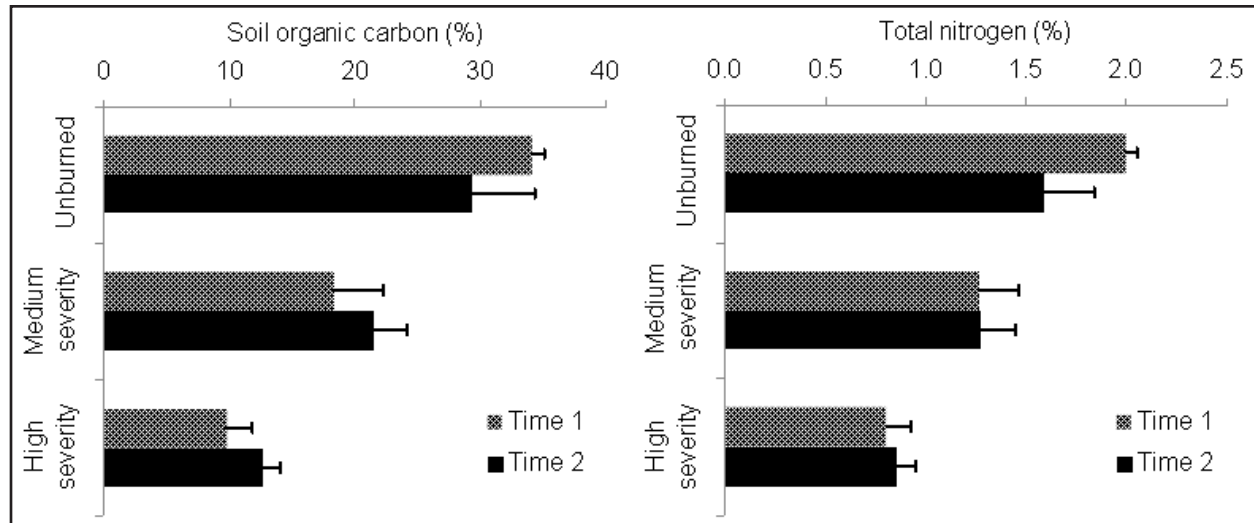 Soil organic carbon (%)
0 10 20 30 40
Unburned
Medium
severity
High
severity
Time 1
Time 2
Total nitrogen (%)
0.0 0.5 1.0 1.5 2.0 2.5
Unburned
Medium
severity
High
severity
Time 1
Time 2